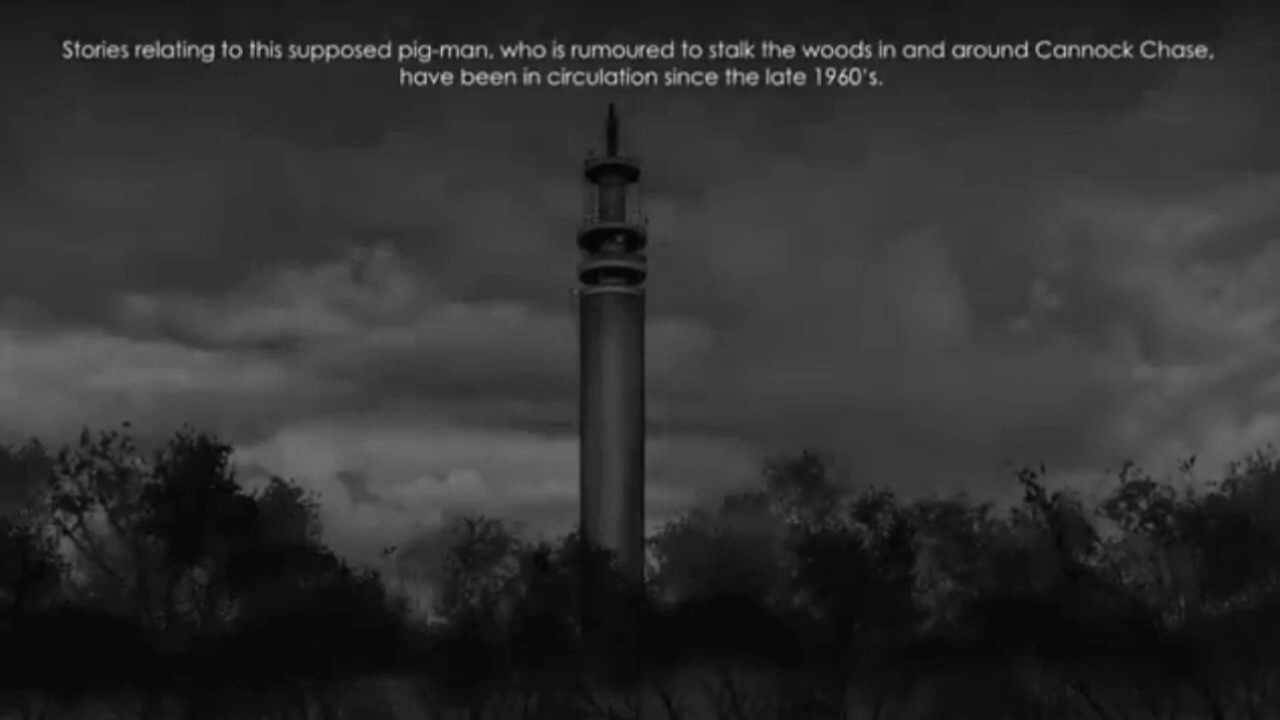 Stories relating to this supposed pig-man, who is rumoured to stalk the woods in and around Cannock Chase,
have been in circulation since the late 1960's.